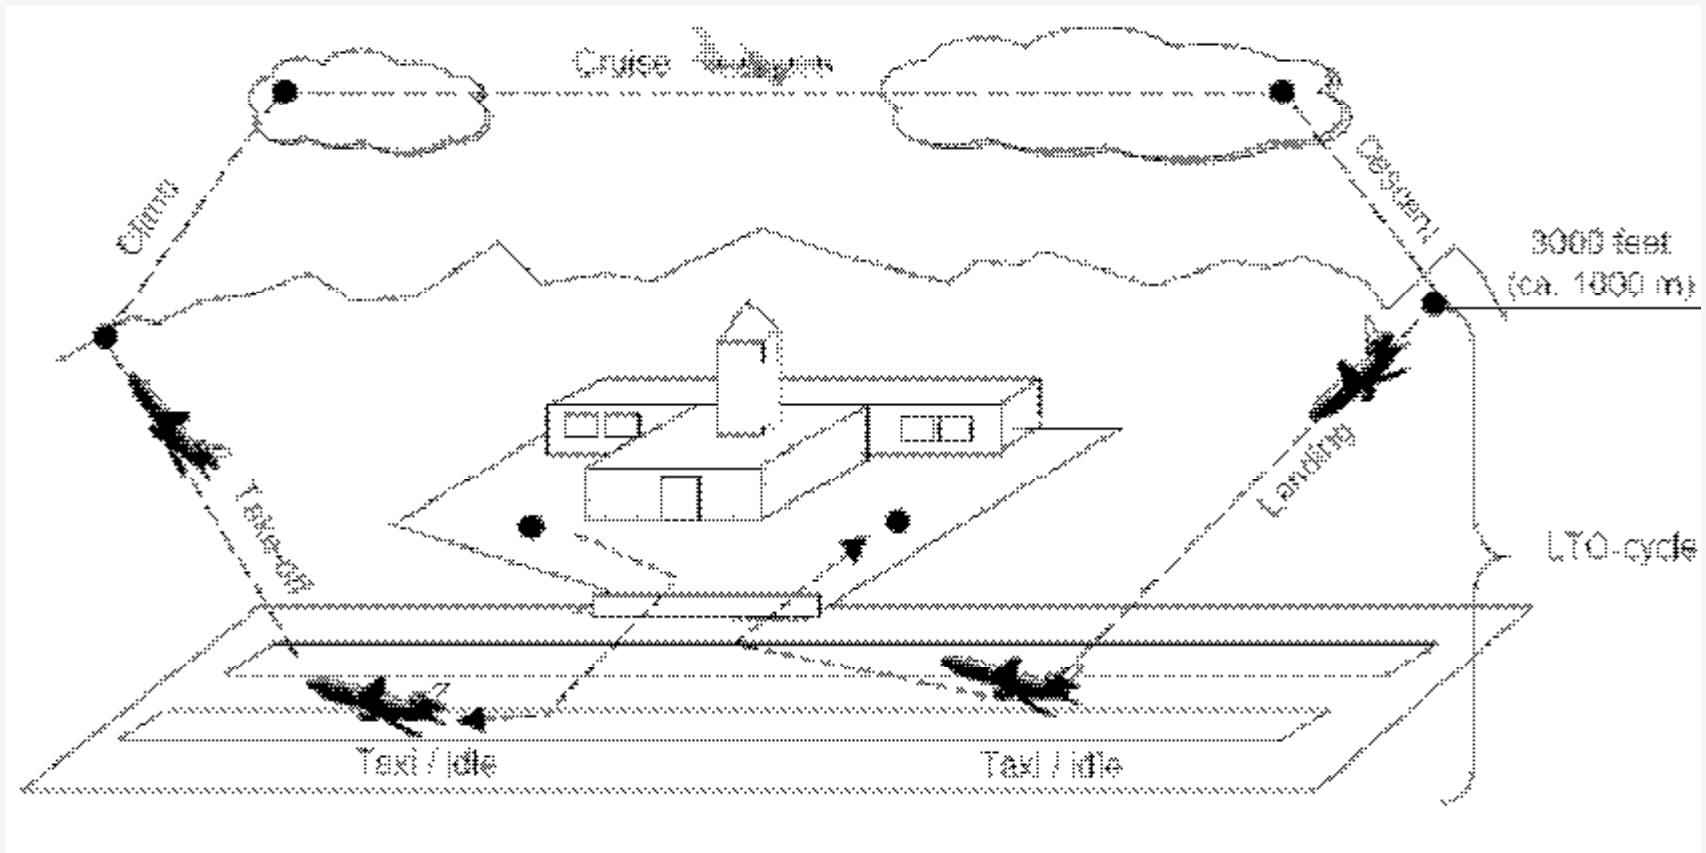 Cruise
Climb
Descent
3000 feet
(ca. 1000 m)
Take-off
Landing
LTO-cycle
Taxi / idle
Taxi / idle